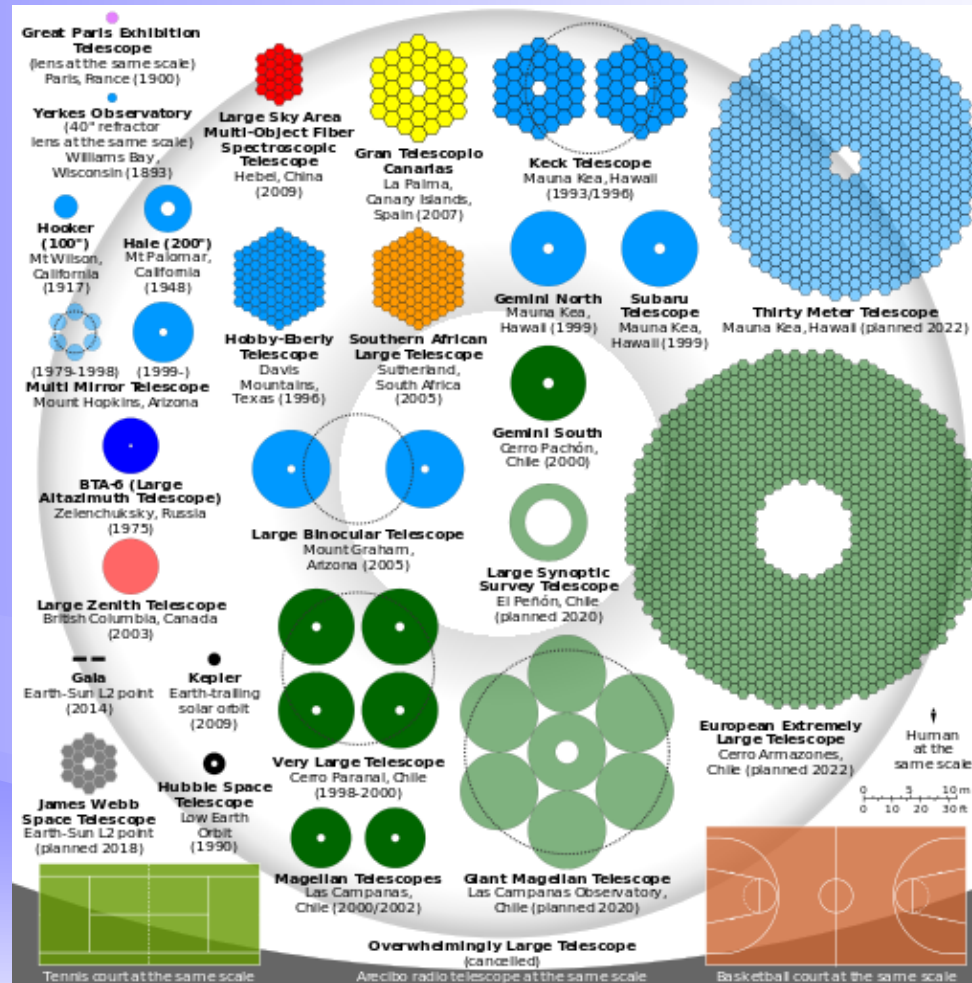 Great Paris Exhibition
Telescope
(lens at the same scale)
Paris, France (1900)
Yerkes Observatory
(40" refractor
lens at the same scale)
Williams Bay,
Wisconsin (1893)
Hooker
(100")
Mt Wilson,
California
(1917)
Hale (200")
Mt Palomar,
California
(1948)
(1979-1998) (1999-)
Multi Mirror Telescope
Mount Hopkins, Arizona
BTA-6 (Large
Altazimuth Telescope)
Zelenchuksky, Russia
(1975)
Large Zenith Telescope
British Columbia, Canada
(2003)
Gaia
Earth-Sun L2 point
(2014)
Kepler
Earth-trailing
solar orbit
(2009)
James Webb
Space Telescope
Earth-Sun L2 point
(planned 2018)
Hubble Space
Telescope
Low Earth
Orbit
(1990)
Large Sky Area
Multi-Object Fiber
Spectroscopic
Telescope
Hebei, China
(2009)
Gran Telescopio
Canarias
La Palma,
Canary Islands,
Spain (2007)
Keck Telescope
Mauna Kea, Hawaii
(1993/1996)
Hobby-Eberly
Telescope
Davis
Mountains,
Texas (1996)
Southern African
Large Telescope
Sutherland,
South Africa
(2005)
Gemini North
Mauna Kea,
Hawaii (1999)
Subaru
Telescope
Mauna Kea,
Hawaii (1999)
Thirty Meter Telescope
Mauna Kea, Hawaii (planned 2022)
Gemini South
Cerro Pachón,
Chile (2000)
Large Binocular Telescope
Mount Graham,
Arizona (2005)
Large Synoptic
Survey Telescope
El Peñón, Chile
(planned 2020)
Very Large Telescope
Cerro Paranal, Chile
(1998-2000)
Magellan Telescopes
Las Campanas,
Chile (2000/2002)
Giant Magellan Telescope
Las Campanas Observatory,
Chile (planned 2020)
European Extremely
Large Telescope
Cerro Armazones,
Chile (planned 2022)
Human
at the
same scale
0 5 10 m
0 10 20 30 ft
Overwhelmingly Large Telescope
(cancelled)
Tennis court at the same scale
Arecibo radio telescope at the same scale
Basketball court at the same scale